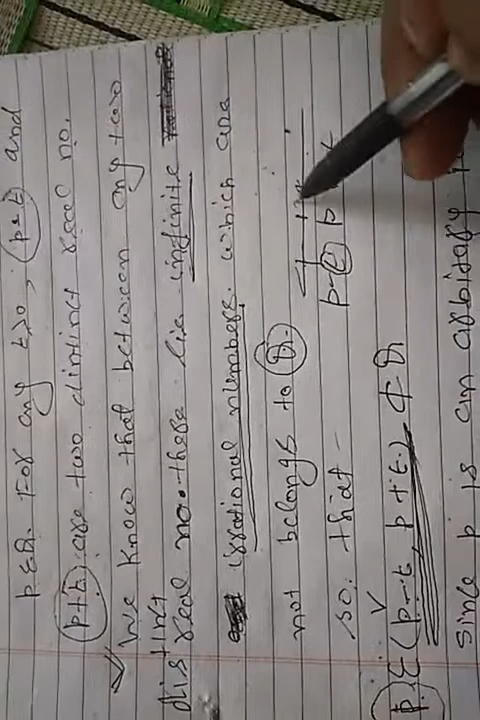 p∈Q. For any ε>0, (p-ε) and
(p+ε) are two distinct real no.
We know that between any two
distinct real no. there lie infinite
irrational numbers. which are
not belongs to Q.
so. that -
p-ε p
p ∈ (p-ε, p+ε) ⊄ Q
Since p is an arbitrary